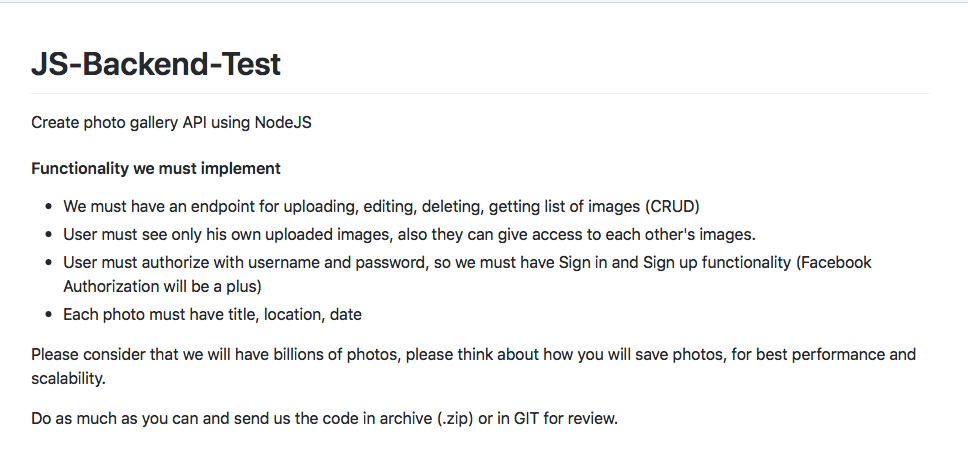 JS-Backend-Test
Create photo gallery API using NodeJS
Functionality we must implement
We must have an endpoint for uploading, editing, deleting, getting list of images (CRUD)
User must see only his own uploaded images, also they can give access to each other's images.
User must authorize with username and password, so we must have Sign in and Sign up functionality (Facebook
Authorization will be a plus)
Each photo must have title, location, date
Please consider that we will have billions of photos, please think about how you will save photos, for best performance and
scalability.
Do as much as you can and send us the code in archive (.zip) or in GIT for review.